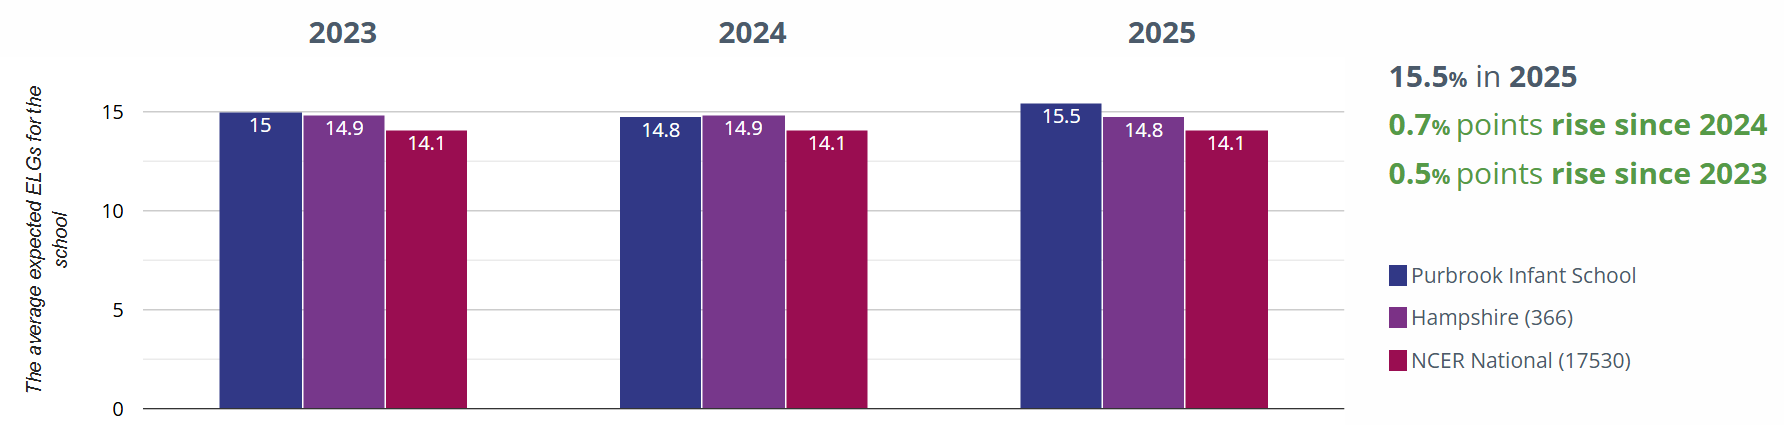 2023
2024
2025
The average expected ELGs for the
school
15
10
5
0
15
14.9
14.1
14.8
14.9
14.1
15.5
14.8
14.1
15.5% in 2025
0.7% points rise since 2024
0.5% points rise since 2023
Purbrook Infant School
Hampshire (366)
NCER National (17530)